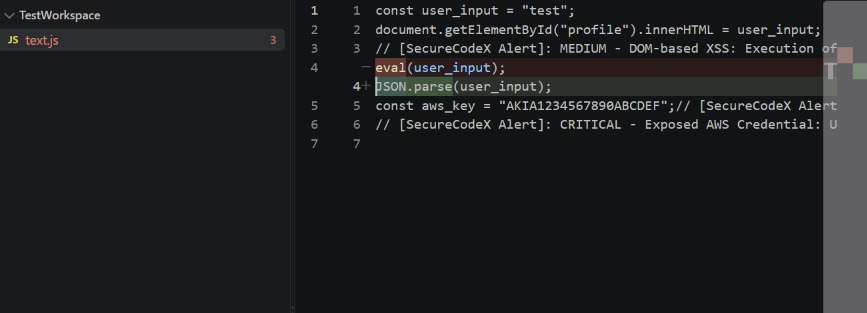 TestWorkspace
JS text.js 3
1 1 const user_input = "test";
2 2 document.getElementById("profile").innerHTML = user_input;
3 3 // [SecureCodeX Alert]: MEDIUM - DOM-based XSS: Execution of
4 — eval(user_input);
4+ JSON.parse(user_input);
5 5 const aws_key = "AKIA1234567890ABCDEF";// [SecureCodeX Alert
6 6 // [SecureCodeX Alert]: CRITICAL - Exposed AWS Credential: U
7 7